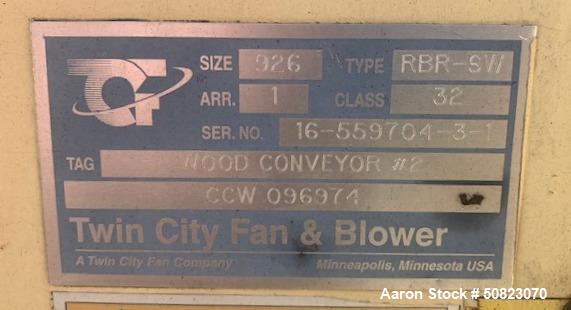 SIZE 926 TYPE RBR-SW
ARR. 1 CLASS 32
SER. NO. 16-559704-3-1
TAG WOOD CONVEYOR #2
CCW 096974
Twin City Fan & Blower
A Twin City Fan Company Minneapolis, Minnesota USA
Aaron Stock # 50823070